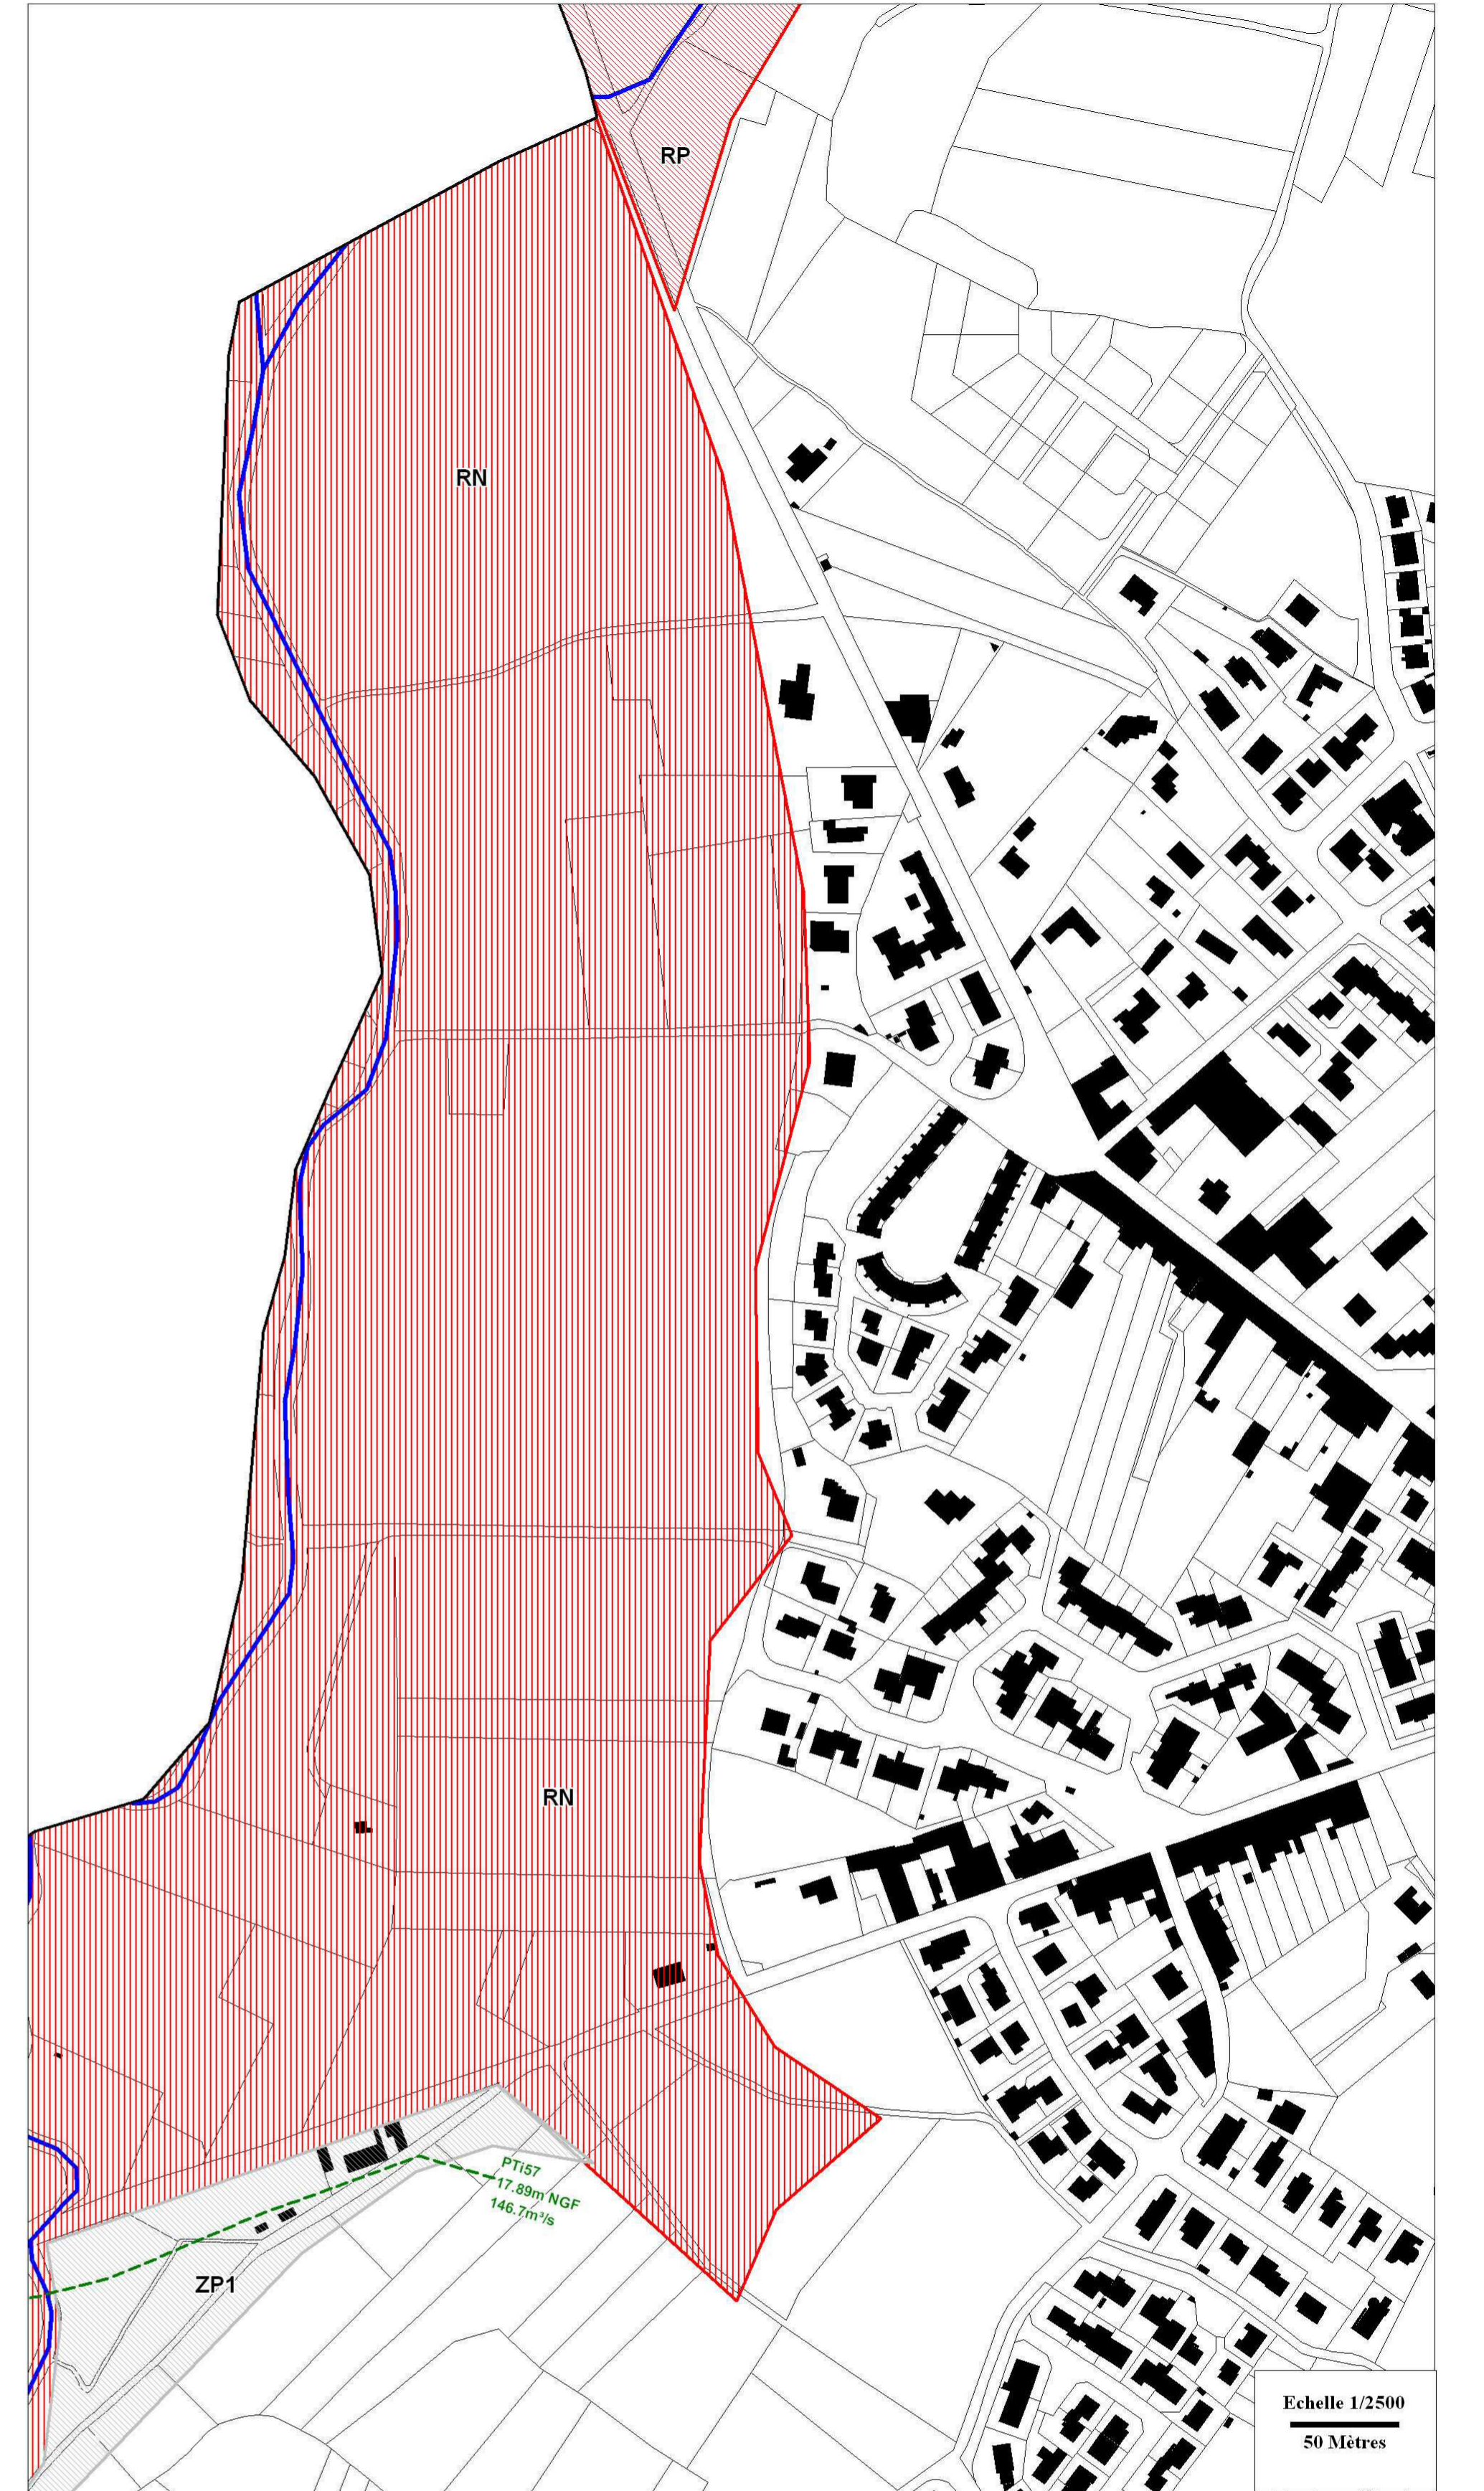 RP
RN
RN
PTi57
17.89m NGF
146.7m³/s
ZP1
Echelle 1/2500
50 Mètres